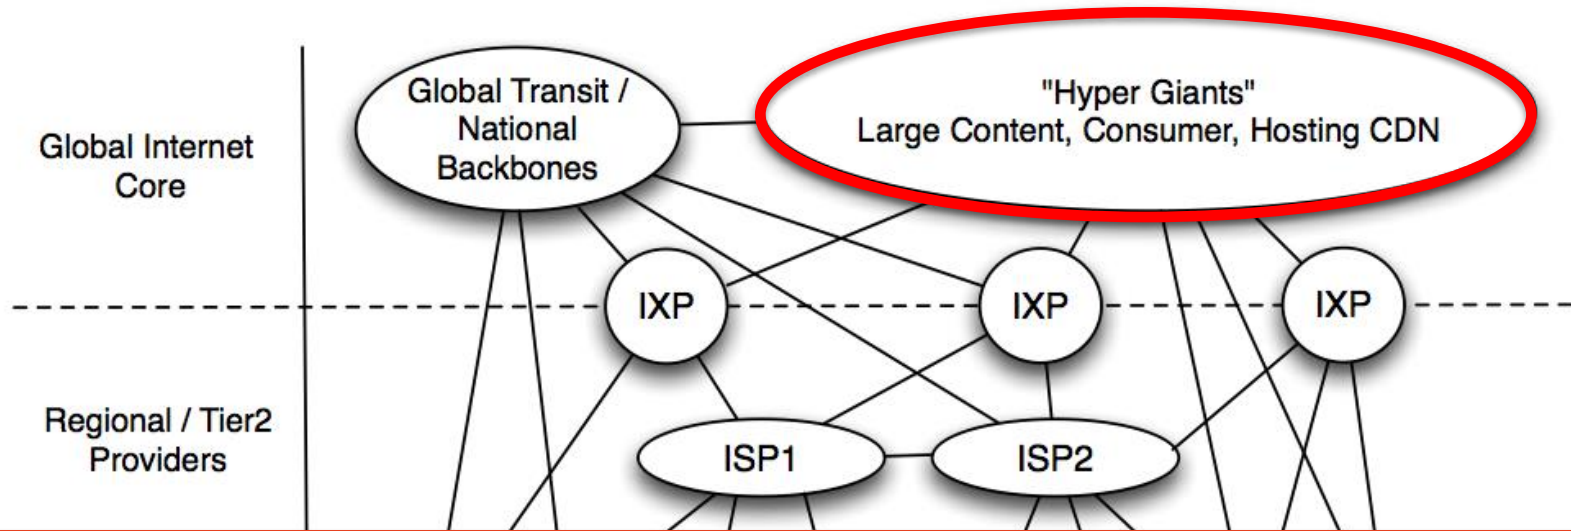 Global Internet
Core
Global Transit /
National
Backbones
"Hyper Giants"
Large Content, Consumer, Hosting CDN
IXP
IXP
IXP
Regional / Tier2
Providers
ISP1
ISP2